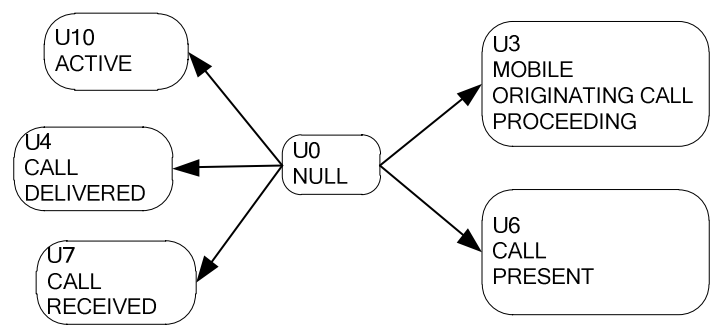 U10
ACTIVE
U4
CALL
DELIVERED
U7
CALL
RECEIVED
U0
NULL
U3
MOBILE
ORIGINATING CALL
PROCEEDING
U6
CALL
PRESENT